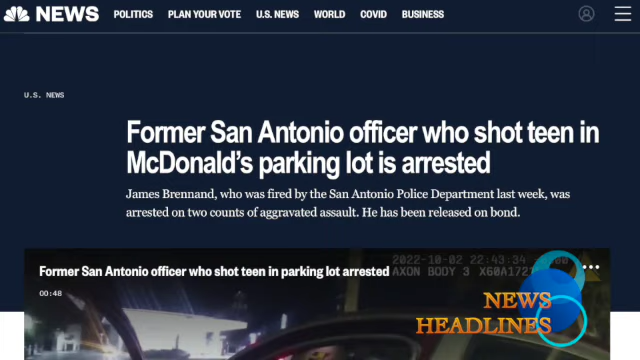 NEWS POLITICS PLAN YOUR VOTE U.S. NEWS WORLD COVID BUSINESS
U.S. NEWS
Former San Antonio officer who shot teen in
McDonald's parking lot is arrested
James Brennand, who was fired by the San Antonio Police Department last week, was
arrested on two counts of aggravated assault. He has been released on bond.
2022-10-02 22:43:34
AXON BODY 3
Former San Antonio officer who shot teen in parking lot arrested
00:48
NEWS
HEADLINES